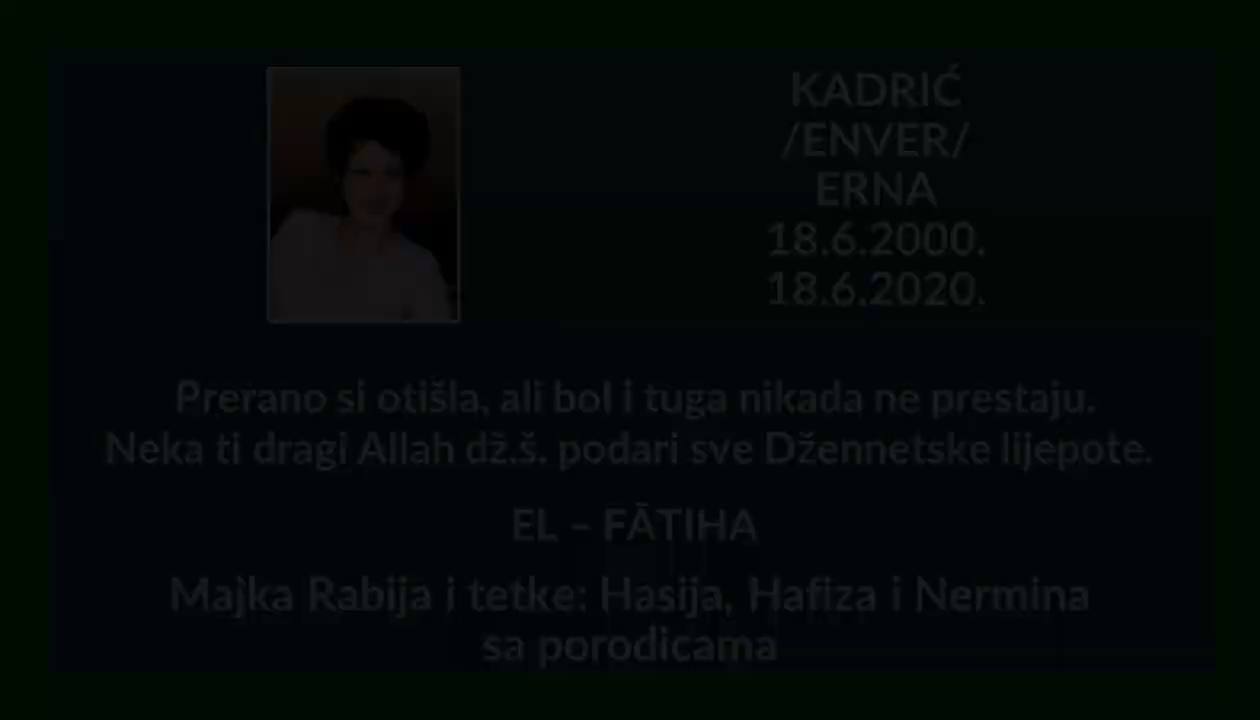 KADRIĆ
/ENVER/
ERNA
18.6.2000.
18.6.2020.
Prerano si otišla, ali bol i tuga nikada ne prestaju.
Neka ti dragi Allah dž.š. podari sve Džennetske lijepote.
EL – FĀTIHA
Majka Rabija i tetke: Hasija, Hafiza i Nermina
sa porodicama